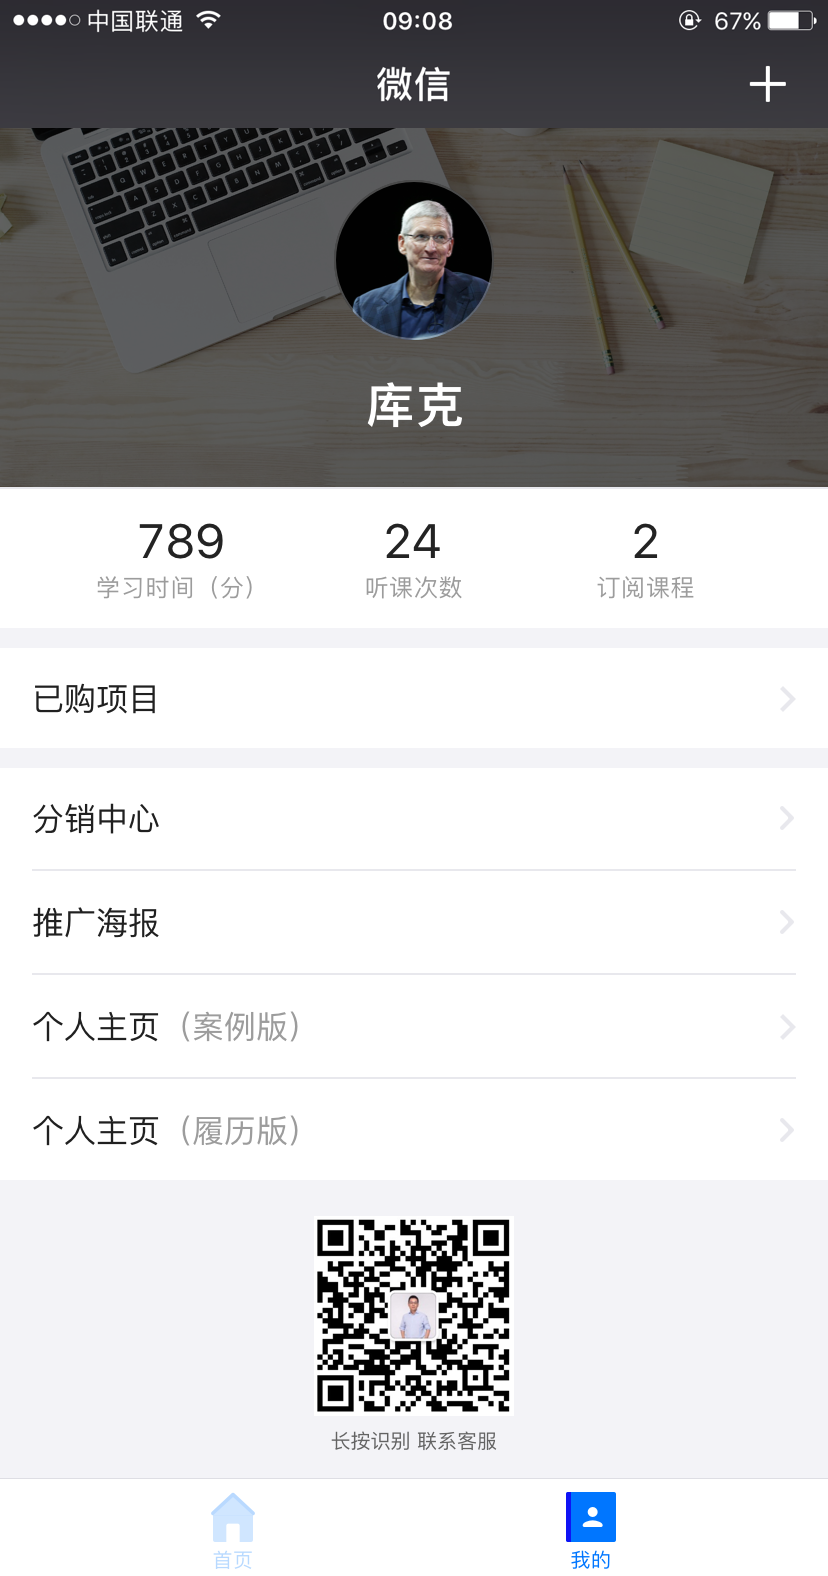 中国联通 09:08 67%
微信
库克
789 24 2
学习时间（分） 听课次数 订阅课程
已购项目
分销中心
推广海报
个人主页（案例版）
个人主页（履历版）
长按识别 联系客服
首页 我的